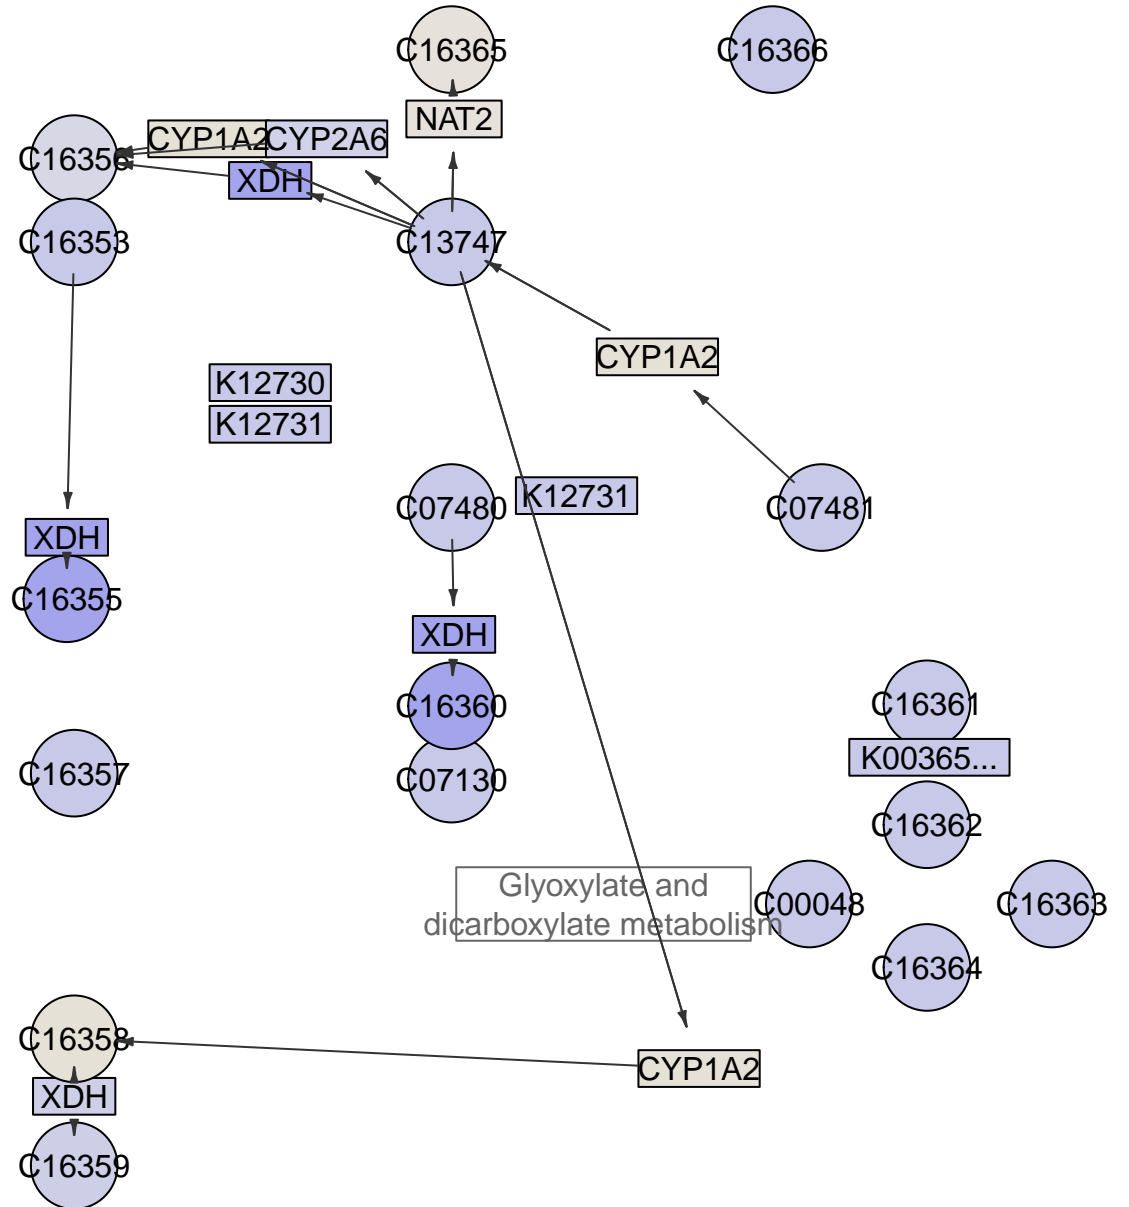 C16365
C16366
NAT2
CYP1A2
CYP2A6
C16356
XDH
C16353
C13747
CYP1A2
K12730
K12731
K12731
C07480
C07481
XDH
C16355
XDH
C16360
C16361
K00365...
C16357
C07130
C16362
Glyoxylate and
dicarboxylate metabolism
C00048
C16363
C16364
C16358
CYP1A2
XDH
C16359